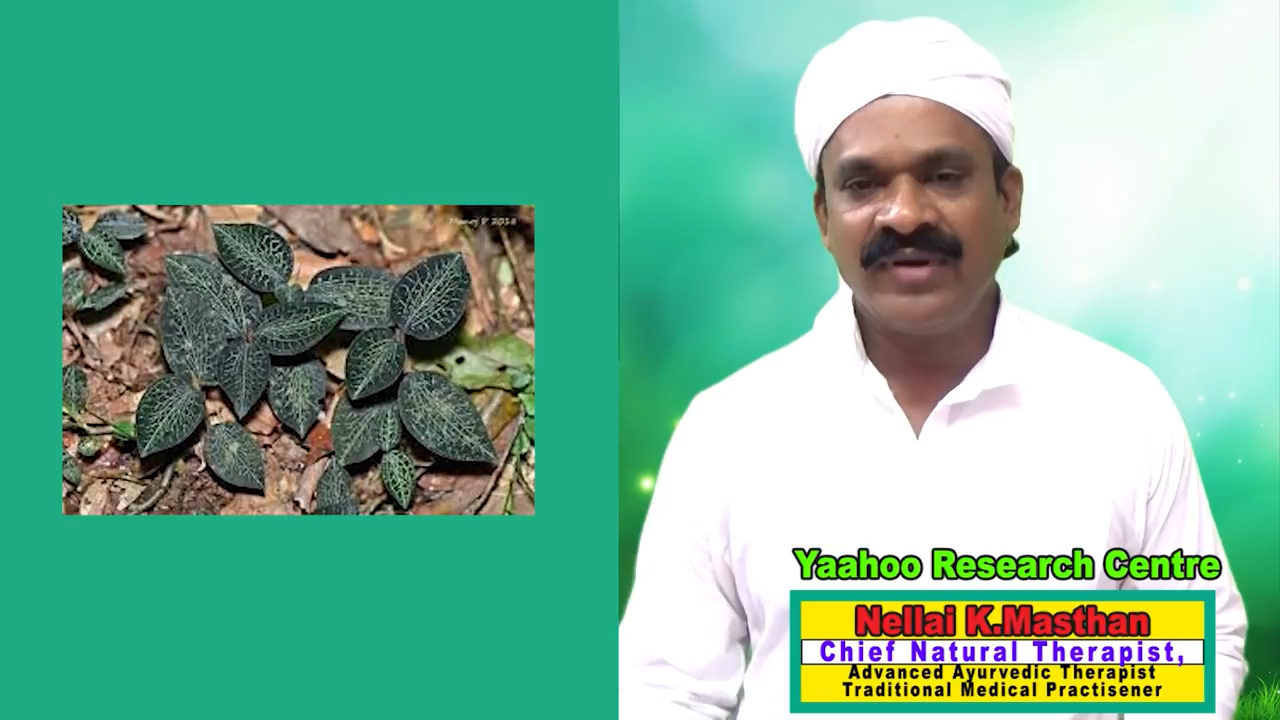 Yaahoo Research Centre
Nellai K.Masthan
Chief Natural Therapist,
Advanced Ayurvedic Therapist
Traditional Medical Practisener